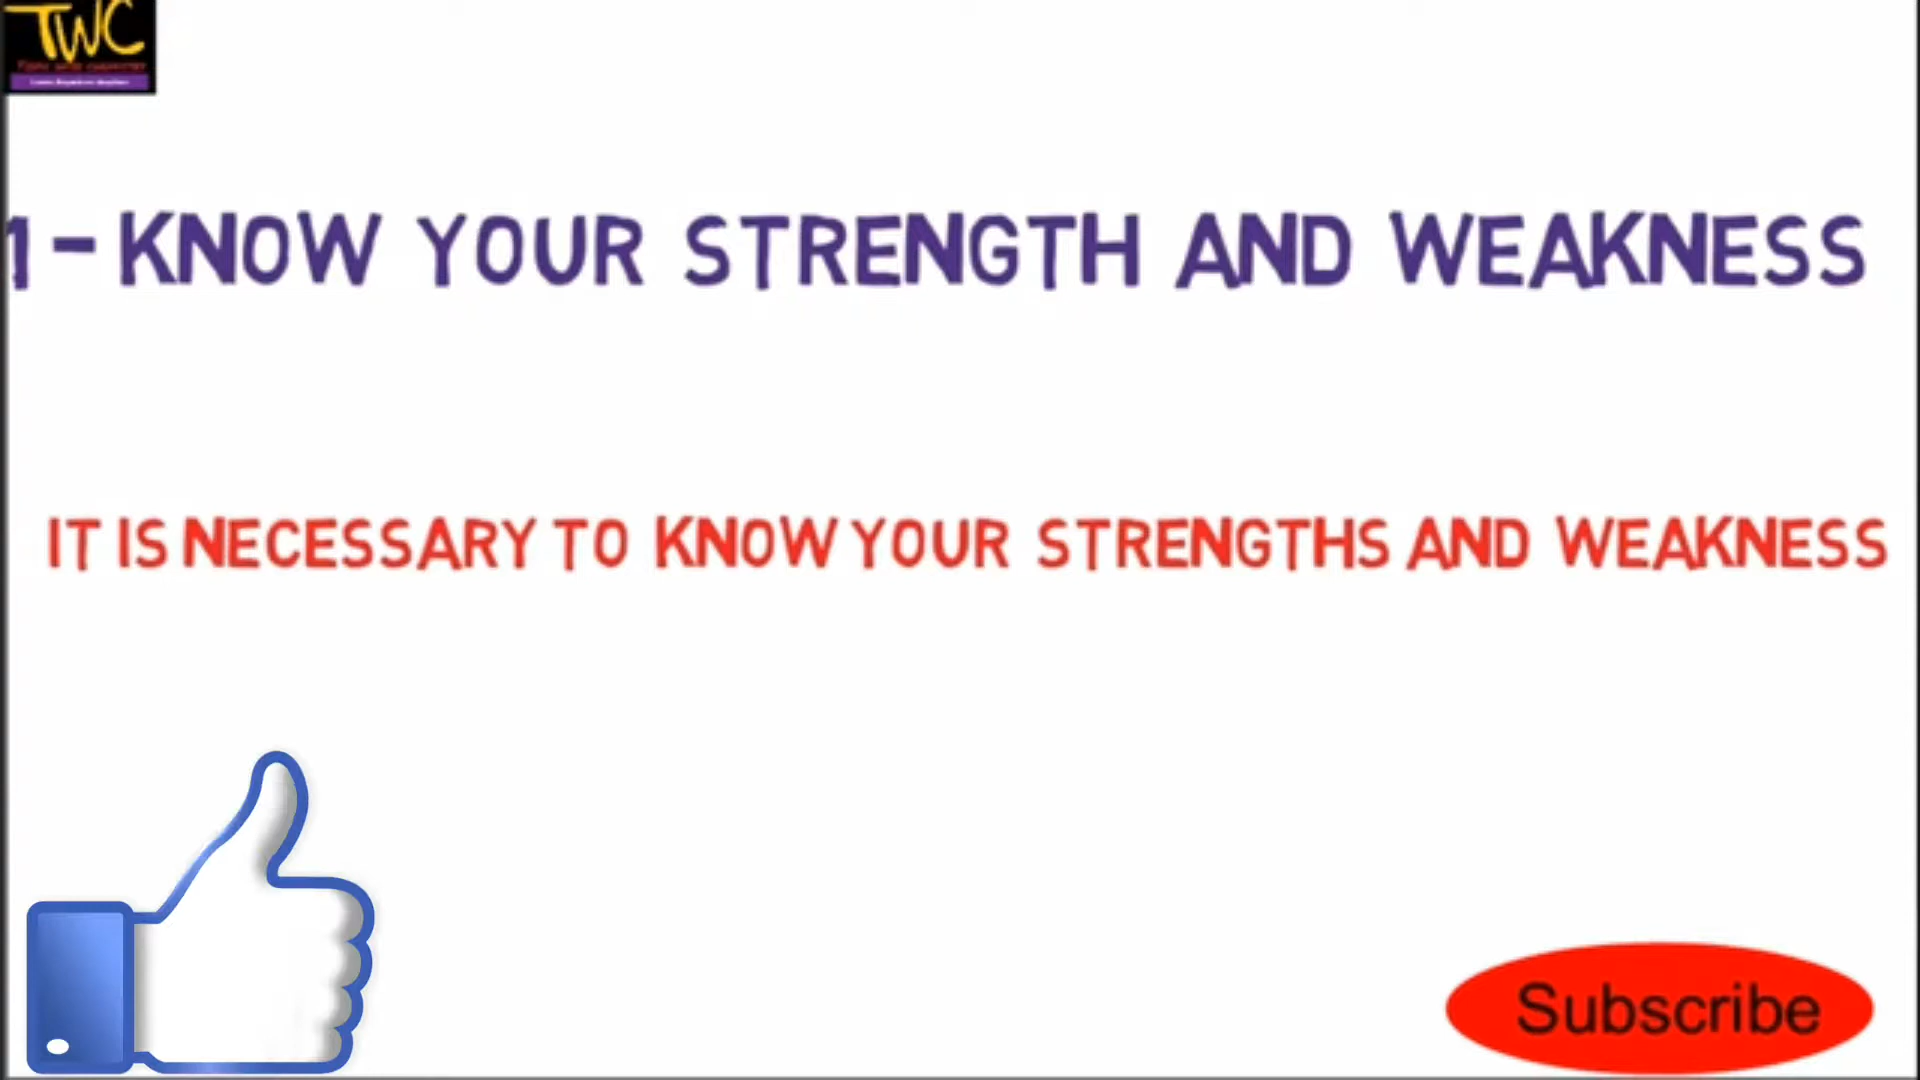 TWC
1 - KNOW YOUR STRENGTH AND WEAKNESS
IT IS NECESSARY TO KNOW YOUR STRENGTHS AND WEAKNESS
Subscribe